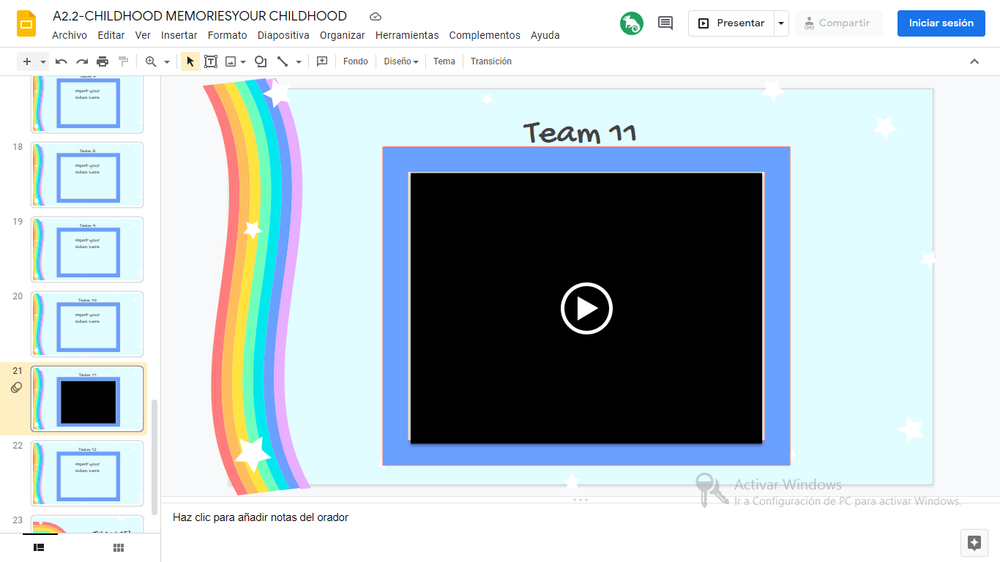 A2.2-CHILDHOOD MEMORIESYOUR CHILDHOOD
Archivo Editar Ver Insertar Formato Diapositiva Organizar Herramientas Complementos Ayuda
Presentar
Compartir
Iniciar sesión
Fondo Diseño Tema Transición
18
Team 8
Insert your
video here
19
Team 9
Insert your
video here
20
Team 10
Insert your
video here
21
Team 11
22
Team 12
Insert your
video here
23
Insert your
video here
Team 11
Activar Windows
Ir a Configuración de PC para activar Windows.
Haz clic para añadir notas del orador